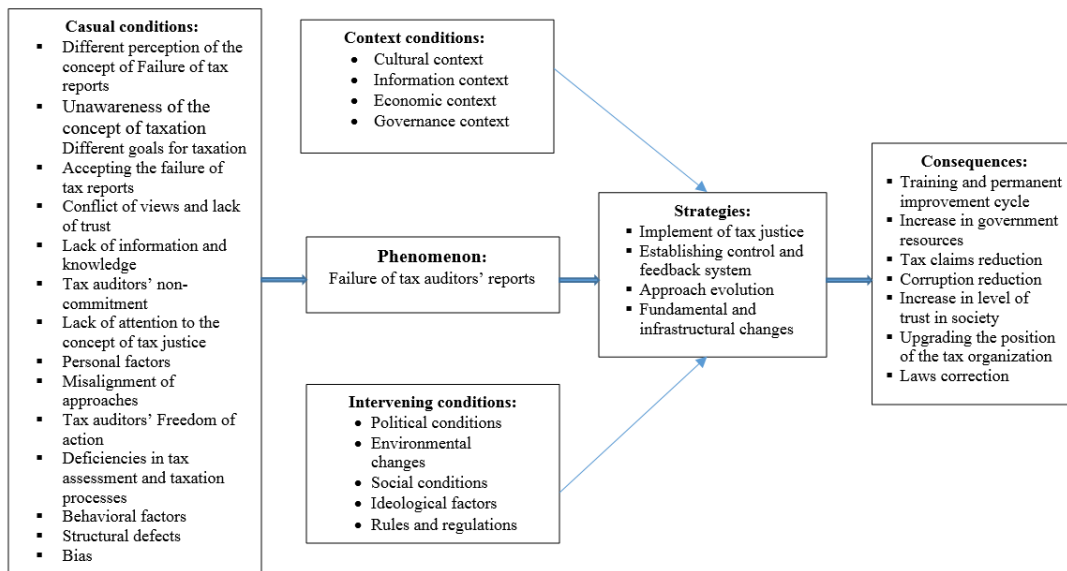 Casual conditions:
▪ Different perception of the
concept of Failure of tax
reports
▪ Unawareness of the
concept of taxation
Different goals for taxation
▪ Accepting the failure of
tax reports
▪ Conflict of views and lack
of trust
▪ Lack of information and
knowledge
▪ Tax auditors' non-
commitment
▪ Lack of attention to the
concept of tax justice
▪ Personal factors
▪ Misalignment of
approaches
▪ Tax auditors' Freedom of
action
▪ Deficiencies in tax
assessment and taxation
processes
▪ Behavioral factors
▪ Structural defects
▪ Bias
Context conditions:
• Cultural context
• Information context
• Economic context
• Governance context
Phenomenon:
Failure of tax auditors' reports
Intervening conditions:
• Political conditions
• Environmental
changes
• Social conditions
• Ideological factors
• Rules and regulations
Strategies:
▪ Implement of tax justice
▪ Establishing control and
feedback system
▪ Approach evolution
▪ Fundamental and
infrastructural changes
Consequences:
▪ Training and permanent
improvement cycle
▪ Increase in government
resources
▪ Tax claims reduction
▪ Corruption reduction
▪ Increase in level of
trust in society
▪ Upgrading the position
of the tax organization
▪ Laws correction